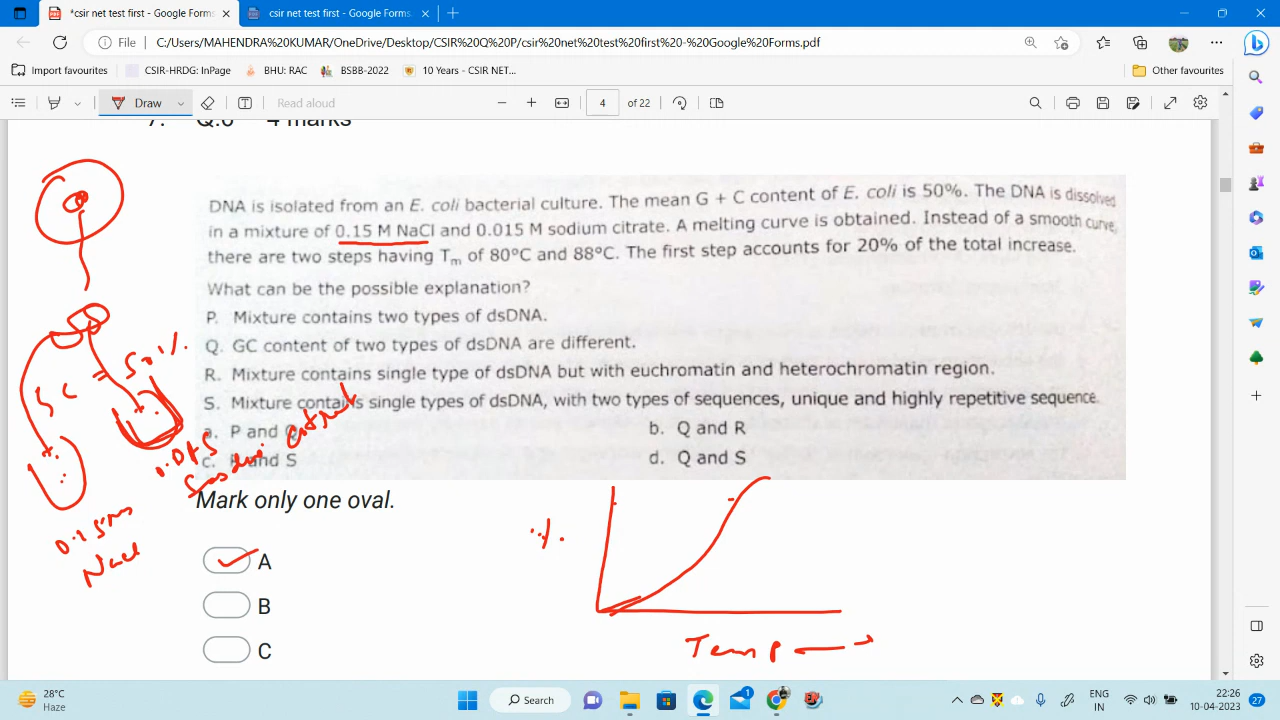 *csir net test first - Google Forms
csir net test first - Google Forms
File
C:/Users/MAHENDRA%20KUMAR/OneDrive/Desktop/CSIR%20Q%20P/csir%20net%20test%20first%20-%20Google%20Forms.pdf
Import favourites
CSIR-HRDG: InPage
BHU: RAC
BSBB-2022
10 Years - CSIR NET...
Other favourites
Draw
Read aloud
4
of 22
DNA is isolated from an E. coli bacterial culture. The mean G + C content of E. coli is 50%. The DNA is dissolved
in a mixture of 0.15 M NaCl and 0.015 M sodium citrate. A melting curve is obtained. Instead of a smooth curve,
there are two steps having Tm of 80°C and 88°C. The first step accounts for 20% of the total increase.
What can be the possible explanation?
P. Mixture contains two types of dsDNA.
Q. GC content of two types of dsDNA are different.
R. Mixture contains single type of dsDNA but with euchromatin and heterochromatin region.
S. Mixture contains single types of dsDNA, with two types of sequences, unique and highly repetitive sequence.
a. P and Q
b. Q and R
c. and S
d. Q and S
Mark only one oval.
A
B
C
50%
%
Temp
28°C
Haze
Search
ENG
IN
22:26
10-04-2023
27